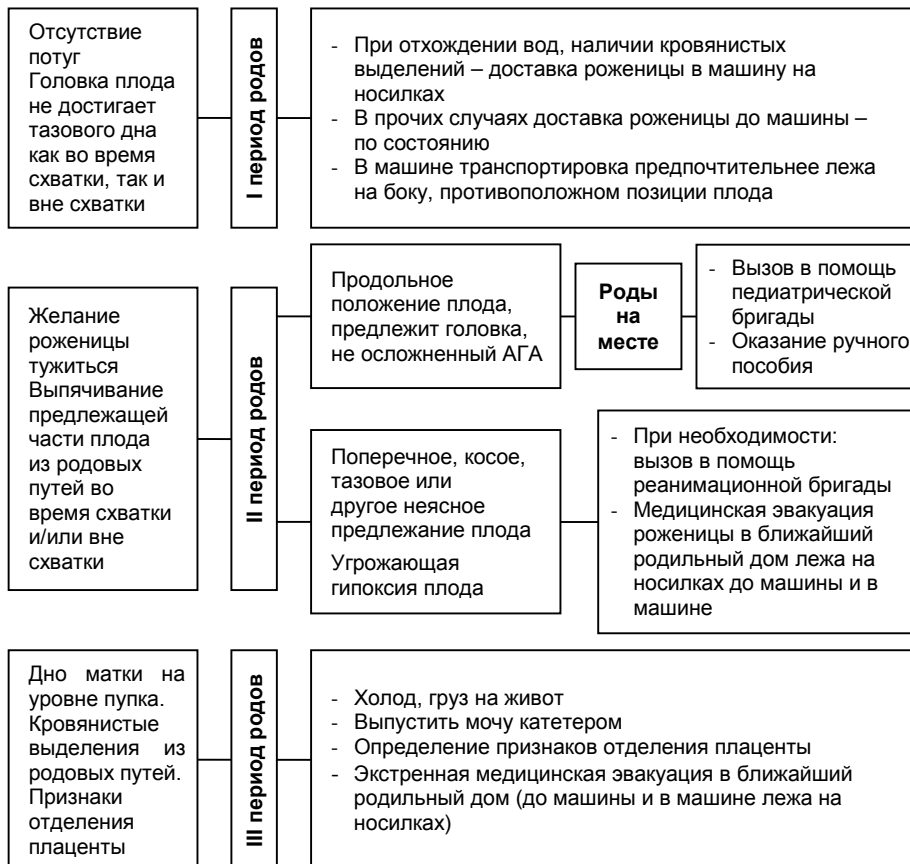 Отсутствие
потуг
Головка плода
не достигает
тазового дна
как во время
схватки, так и
вне схватки
I период родов
- При отхождении вод, наличии кровянистых
выделений – доставка роженицы в машину на
носилках
- В прочих случаях доставка роженицы до машины –
по состоянию
- В машине транспортировка предпочтительнее лежа
на боку, противоположном позиции плода
Желание
роженицы
тужиться
Выпячивание
предлежащей
части плода
из родовых
путей во
время схватки
и/или вне
схватки
II период родов
Продольное
положение плода,
предлежит головка,
не осложненный АГА
Роды
на
месте
- Вызов в помощь
педиатрической
бригады
- Оказание ручного
пособия
Поперечное, косое,
тазовое или
другое неясное
предлежание плода
Угрожающая
гипоксия плода
- При необходимости:
вызов в помощь
реанимационной бригады
- Медицинская эвакуация
роженицы в ближайший
родильный дом лежа на
носилках до машины и в
машине
Дно матки на
уровне пупка.
Кровянистые
выделения из
родовых путей.
Признаки
отделения
плаценты
III период родов
- Холод, груз на живот
- Выпустить мочу катетером
- Определение признаков отделения плаценты
- Экстренная медицинская эвакуация в ближайший
родильный дом (до машины и в машине лежа на
носилках)